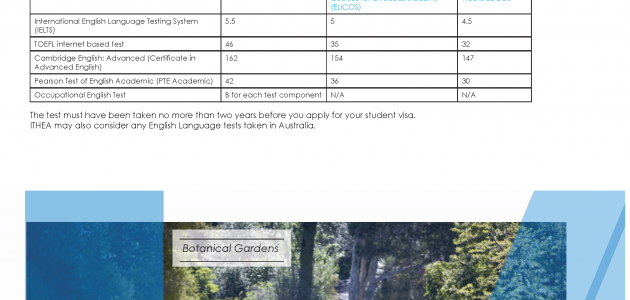 (ELICOS)
International English Language Testing System 5.5 5 4.5
(IELTS)
TOEFL internet based test 46 35 32
Cambridge English: Advanced (Certificate in 162 154 147
Advanced English)
Pearson Test of English Academic (PTE Academic) 42 36 30
Occupational English Test B for each test component N/A N/A
The test must have been taken no more than two years before you apply for your student visa.
ITHEA may also consider any English Language tests taken in Australia.
Botanical Gardens